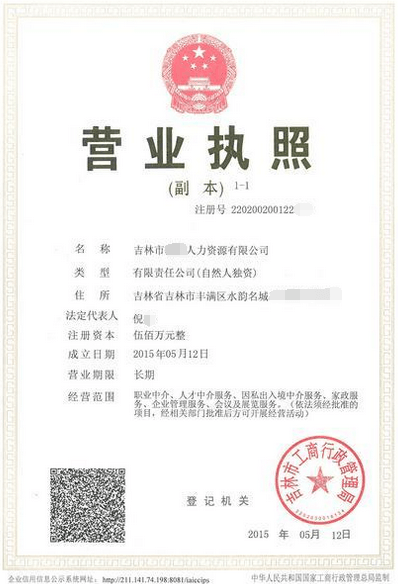 营业执照
(副 本) 1-1
注册号 220200200122
名 称 吉林市 人力资源有限公司
类 型 有限责任公司(自然人独资)
住 所 吉林省吉林市丰满区水韵名城
法定代表人 倪
注册资本 伍佰万元整
成立日期 2015年05月12日
营业期限 长期
经营范围 职业中介、人才中介服务、因私出入境中介服务、家政服
务、企业管理服务、会议及展览服务。(依法须经批准的
项目,经相关部门批准后方可开展经营活动)
吉林市工商行政管理局
登记机关
2015 年 05月 12日
企业信用信息公示系统网址: http://211.141.74.198:8081/iaiccips
中华人民共和国国家工商行政管理总局监制